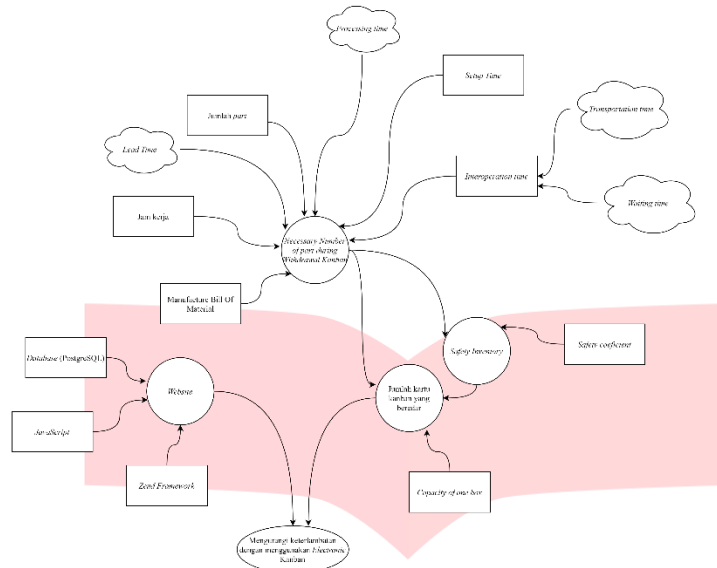 Processing time
Setup Time
Jumlah part
Transportation time
Lead Time
Interoperation time
Waiting time
Jam kerja
Necessary Number
of part during
Withdrawal Kanban
Manufacture Bill Of
Material
Database (PostgreSQL)
Safety Inventory
Safety coeficient
Website
Jumlah kartu
kanban yang
beredar
JavaScript
Zend Framework
Capacity of one box
Mengurangi keterlambatan
dengan menggunakan Electronic
Kanban